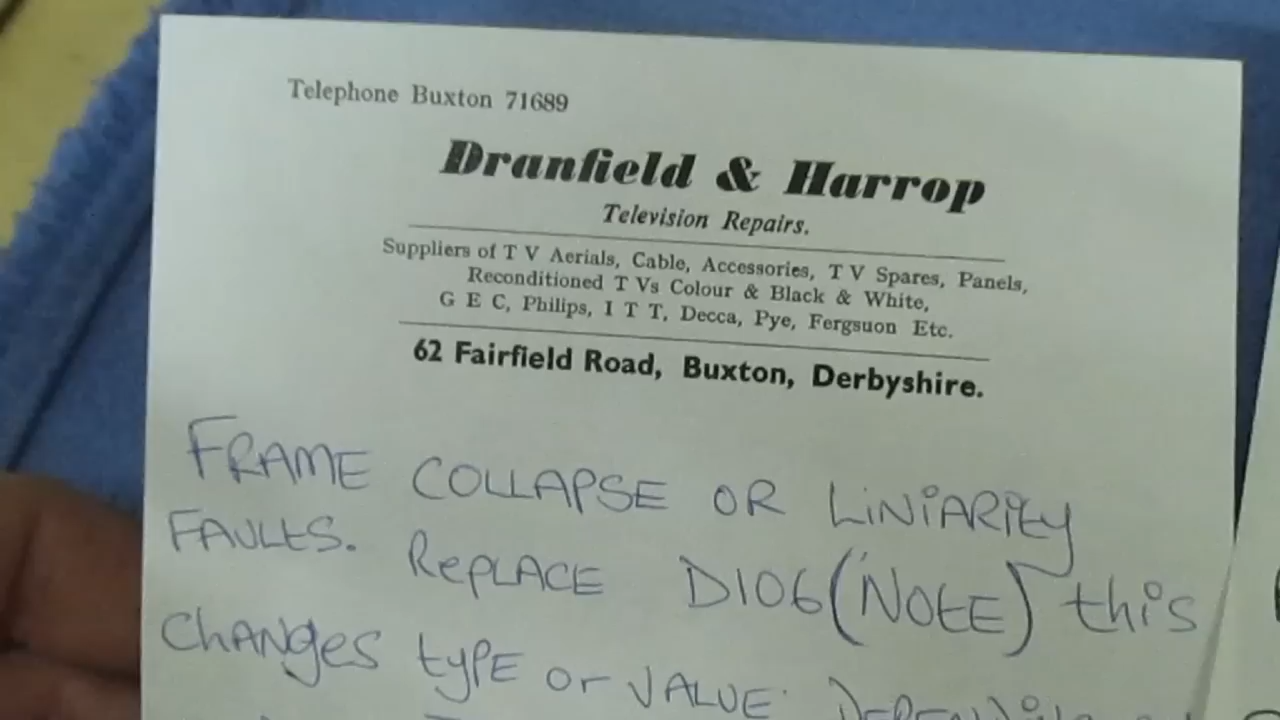 Telephone Buxton 71689
Dranfield & Harrop
Television Repairs.
Suppliers of T V Aerials, Cable, Accessories, T V Spares, Panels,
Reconditioned T Vs Colour & Black & White,
G E C, Philips, I T T, Decca, Pye, Fergsuon Etc.
62 Fairfield Road, Buxton, Derbyshire.
FRAME COLLAPSE OR LiNiARity
FAULtS. RePLACE D106 (NOtE) this
CHANges tyPE or VALUE